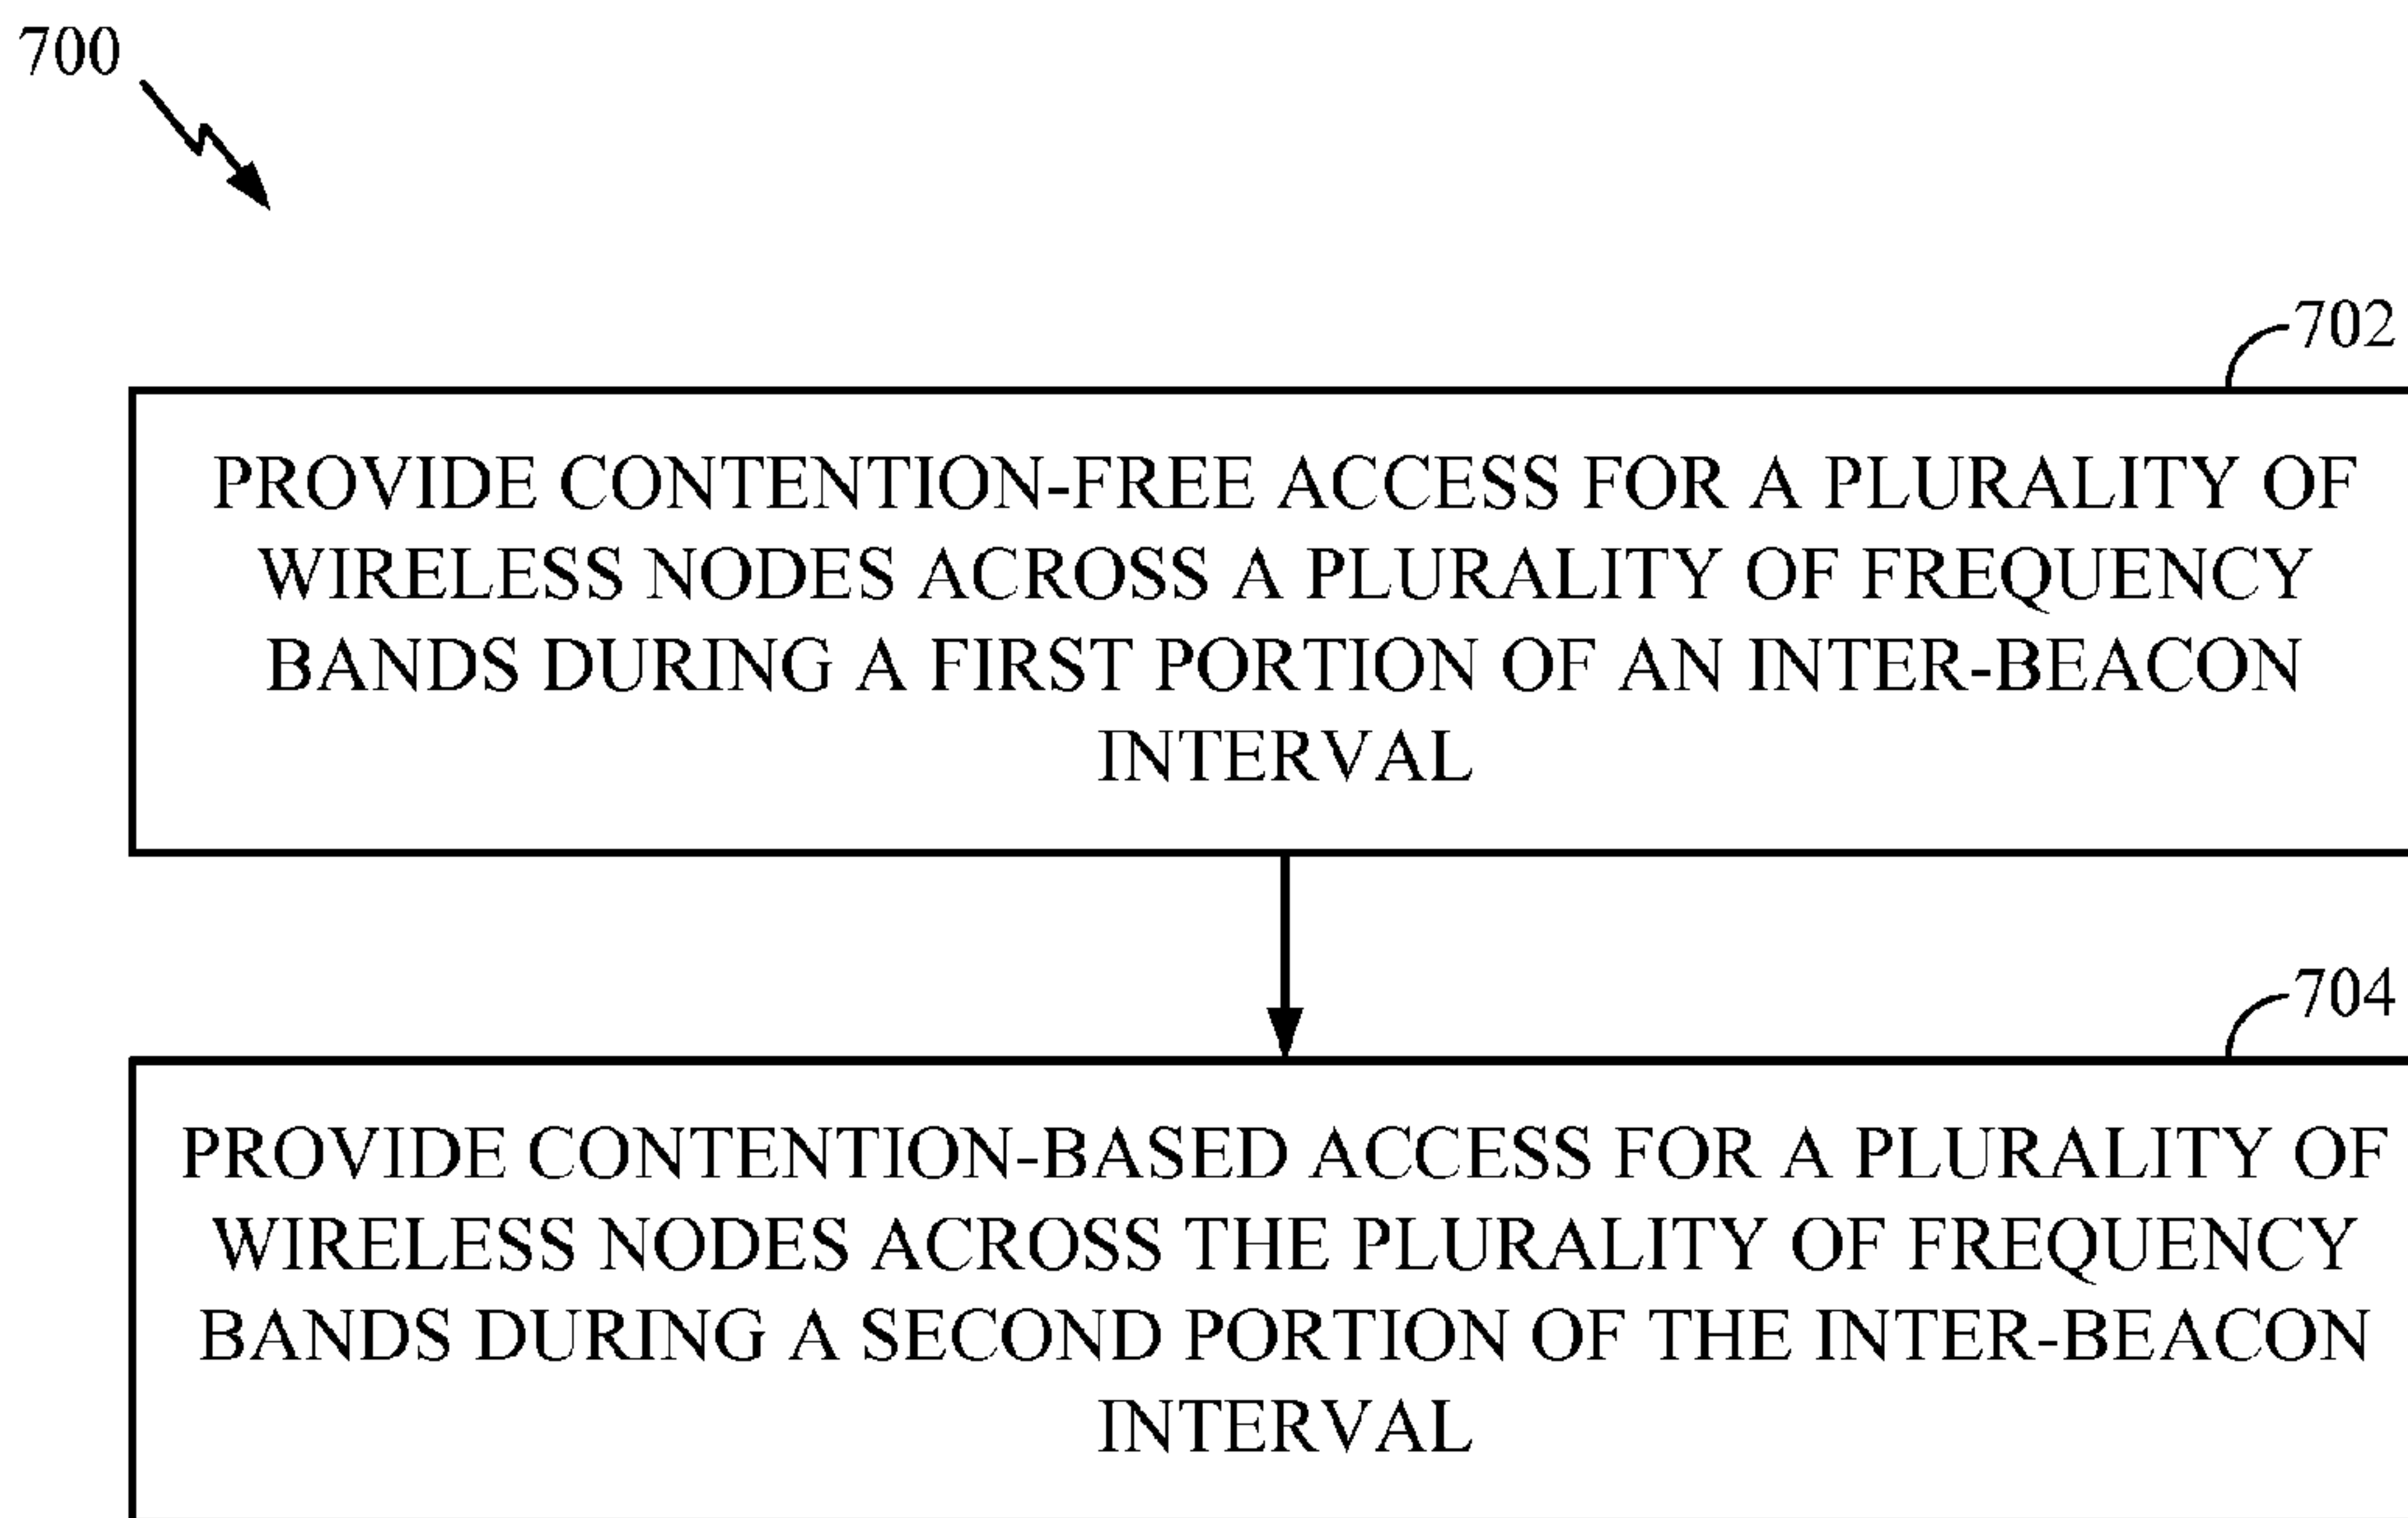 700
702
PROVIDE CONTENTION-FREE ACCESS FOR A PLURALITY OF
WIRELESS NODES ACROSS A PLURALITY OF FREQUENCY
BANDS DURING A FIRST PORTION OF AN INTER-BEACON
INTERVAL
704
PROVIDE CONTENTION-BASED ACCESS FOR A PLURALITY OF
WIRELESS NODES ACROSS THE PLURALITY OF FREQUENCY
BANDS DURING A SECOND PORTION OF THE INTER-BEACON
INTERVAL